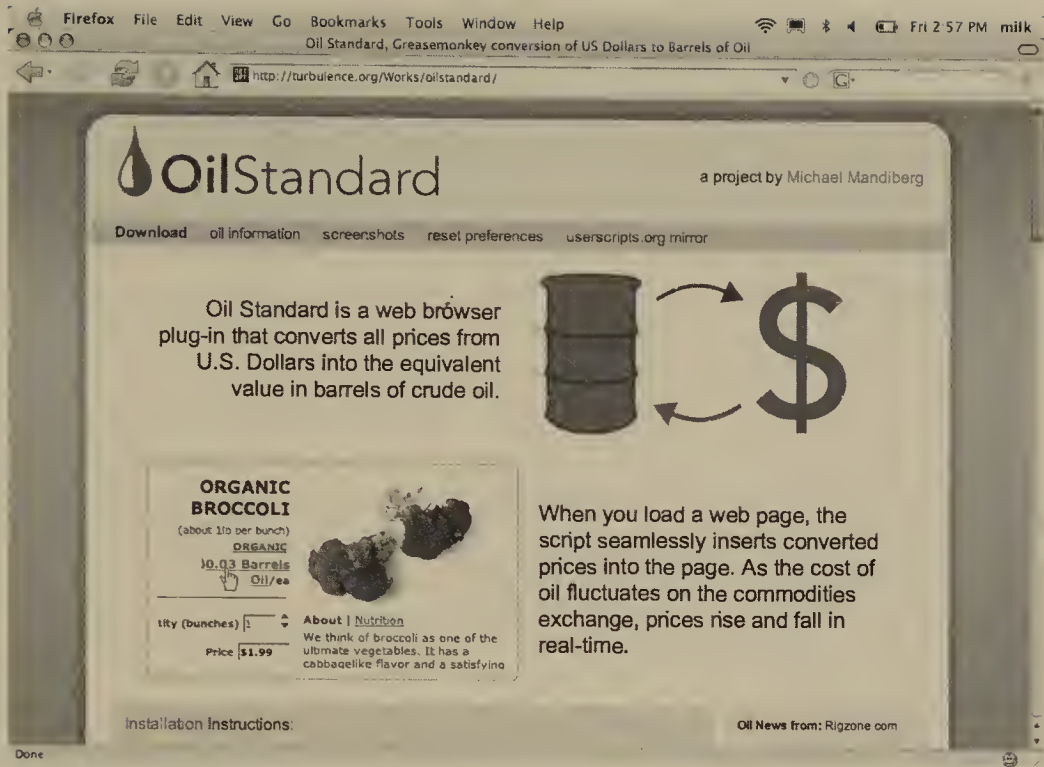 Firefox File Edit View Go Bookmarks Tools Window Help Fri 2:57 PM milk
Oil Standard, Greasemonkey conversion of US Dollars to Barrels of Oil
http://turbulence.org/Works/oilstandard/
G
OilStandard
a project by Michael Mandiberg
Download oil information screenshots reset preferences userscripts.org mirror
Oil Standard is a web browser
plug-in that converts all prices from
U.S. Dollars into the equivalent
value in barrels of crude oil.
$
ORGANIC
BROCCOLI
(about 1lb per bunch)
ORGANIC
0.03 Barrels
Oil/ea
tity (bunches) 1
Price $1.99
About | Nutrition
We think of broccoli as one of the
ultimate vegetables. It has a
cabbagelike flavor and a satisfying
When you load a web page, the
script seamlessly inserts converted
prices into the page. As the cost of
oil fluctuates on the commodities
exchange, prices rise and fall in
real-time.
Installation Instructions:
Oil News from: Rigzone.com
Done